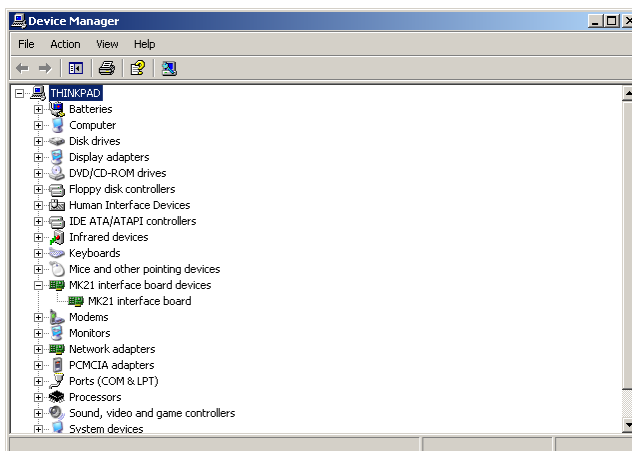 Device Manager
File Action View Help
THINKPAD
Batteries
Computer
Disk drives
Display adapters
DVD/CD-ROM drives
Floppy disk controllers
Human Interface Devices
IDE ATA/ATAPI controllers
Infrared devices
Keyboards
Mice and other pointing devices
MK21 interface board devices
MK21 interface board
Modems
Monitors
Network adapters
PCMCIA adapters
Ports (COM & LPT)
Processors
Sound, video and game controllers
System devices